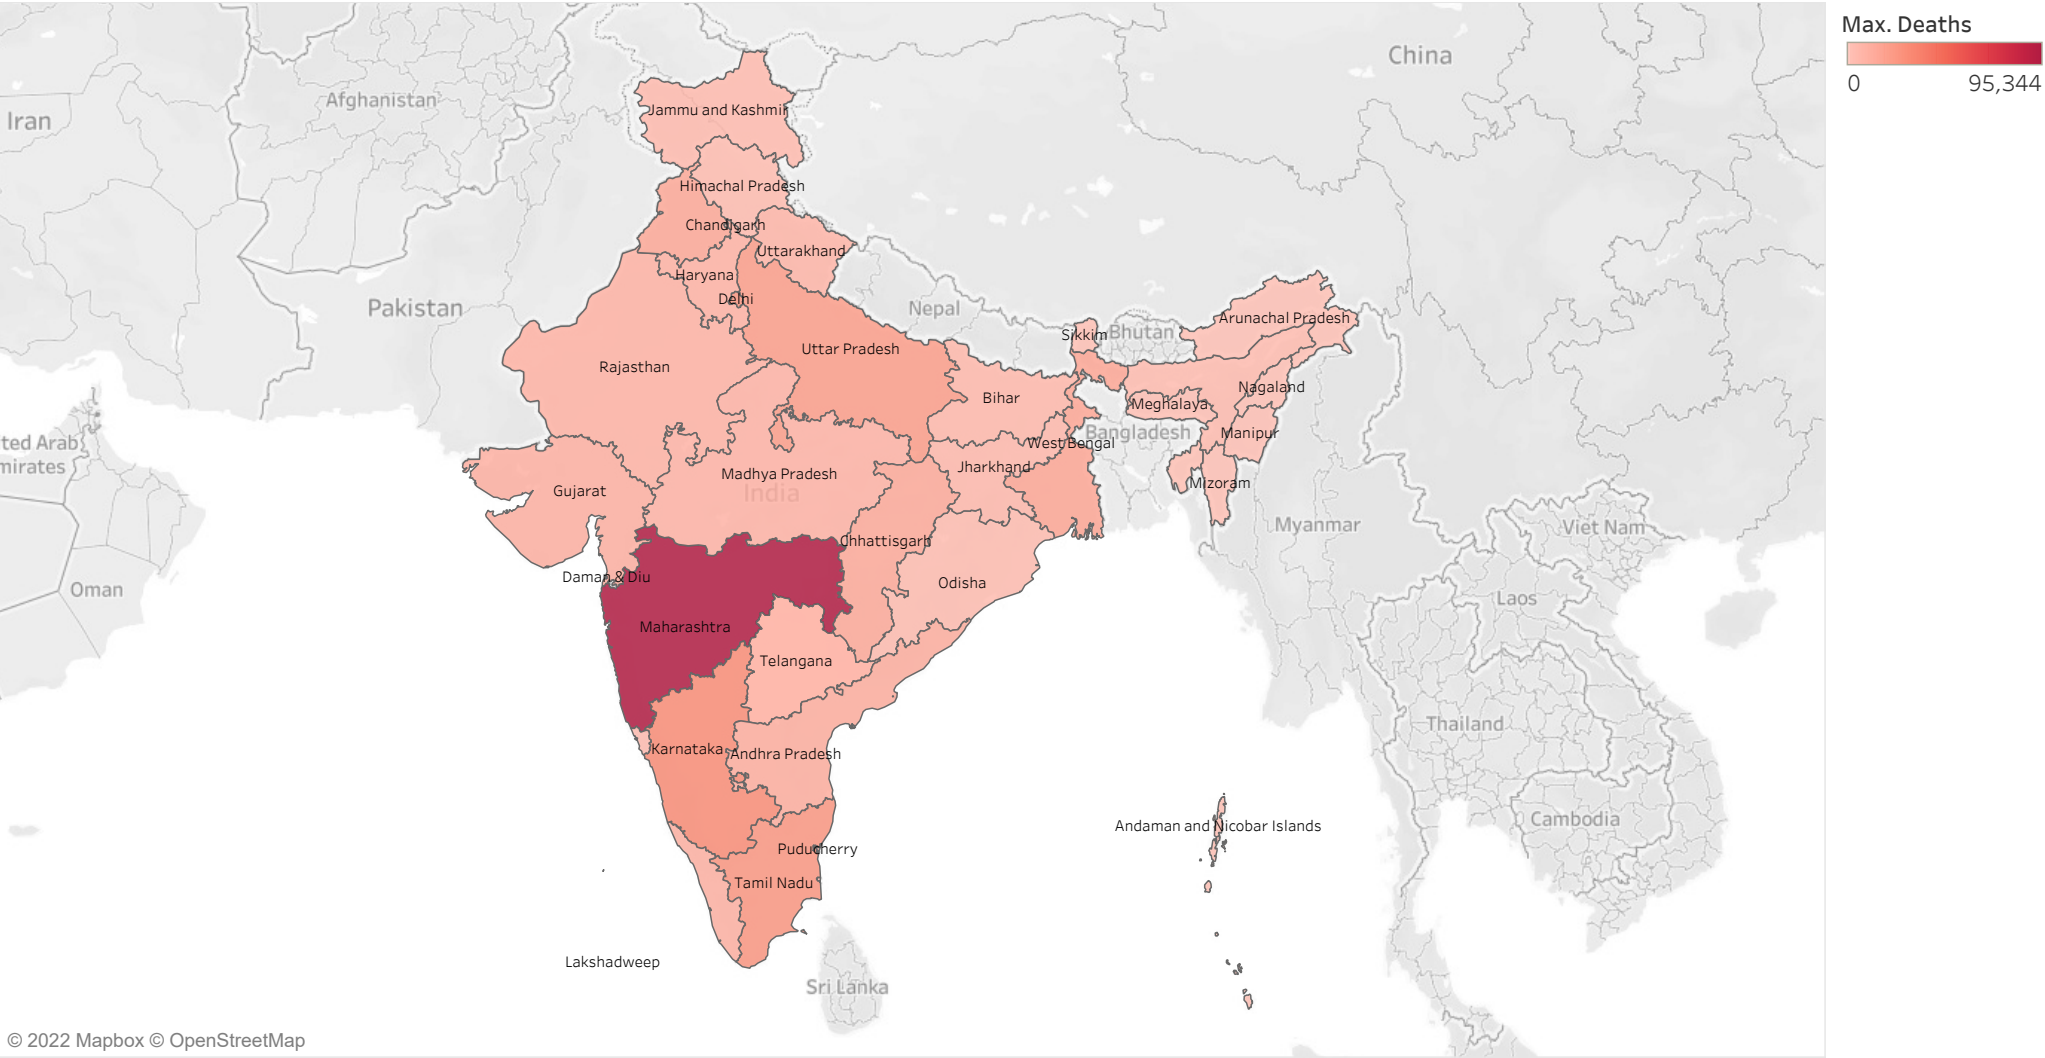 Max. Deaths
0 95,344
China
Afghanistan
Iran
Jammu and Kashmir
Himachal Pradesh
Chandigarh
Uttarakhand
Haryana
Delhi
Pakistan
Nepal
Sikkim
Bhutan
Arunachal Pradesh
Uttar Pradesh
Rajasthan
Bihar
Nagaland
Meghalaya
Manipur
Bangladesh
West Bengal
ted Arab
mirates
Jharkhand
Madhya Pradesh
India
Gujarat
Mizoram
Myanmar
Viet Nam
Chhattisgarh
Daman & Diu
Odisha
Oman
Laos
Maharashtra
Telangana
Thailand
Karnataka
Andhra Pradesh
Cambodia
Andaman and Nicobar Islands
Puducherry
Tamil Nadu
Lakshadweep
Sri Lanka
© 2022 Mapbox © OpenStreetMap